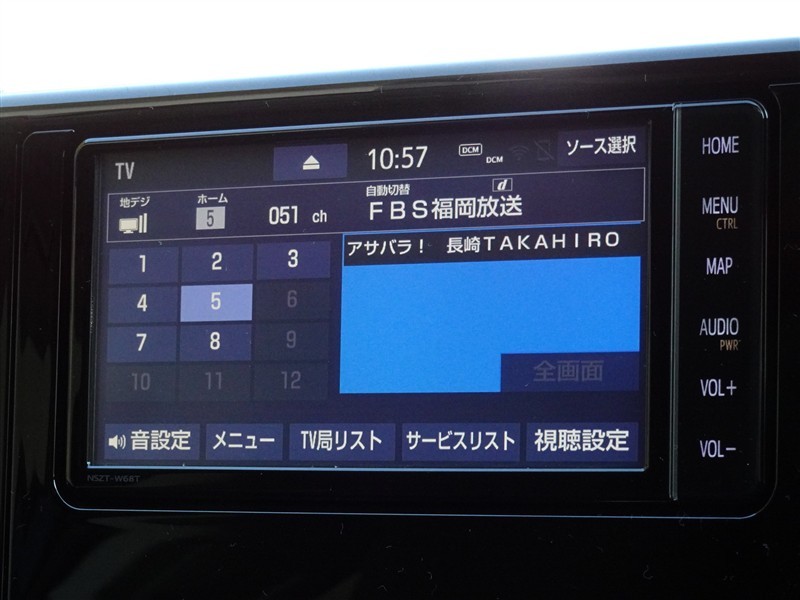 TV
10:57
DCM
DCM
ソース選択
HOME
地デジ
ホーム
5
051 ch
自動切替
d
FBS福岡放送
MENU
CTRL
アサバラ! 長崎TAKAHIRO
1 2 3
4 5 6
7 8 9
10 11 12
全画面
MAP
AUDIO
PWR
VOL+
VOL-
音設定
メニュー
TV局リスト
サービスリスト
視聴設定
NSZT-W68T